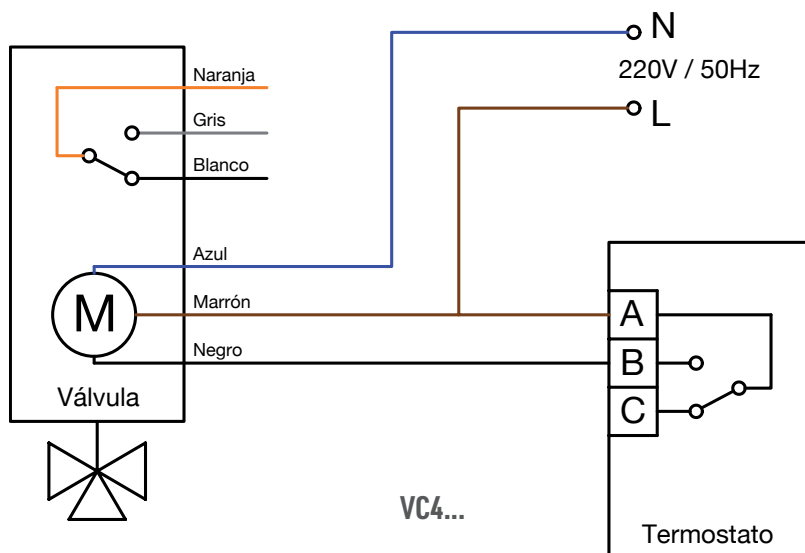 N
220V / 50Hz
L
Naranja
Gris
Blanco
Azul
Marrón
Negro
M
Válvula
A
B
C
VC4...
Termostato